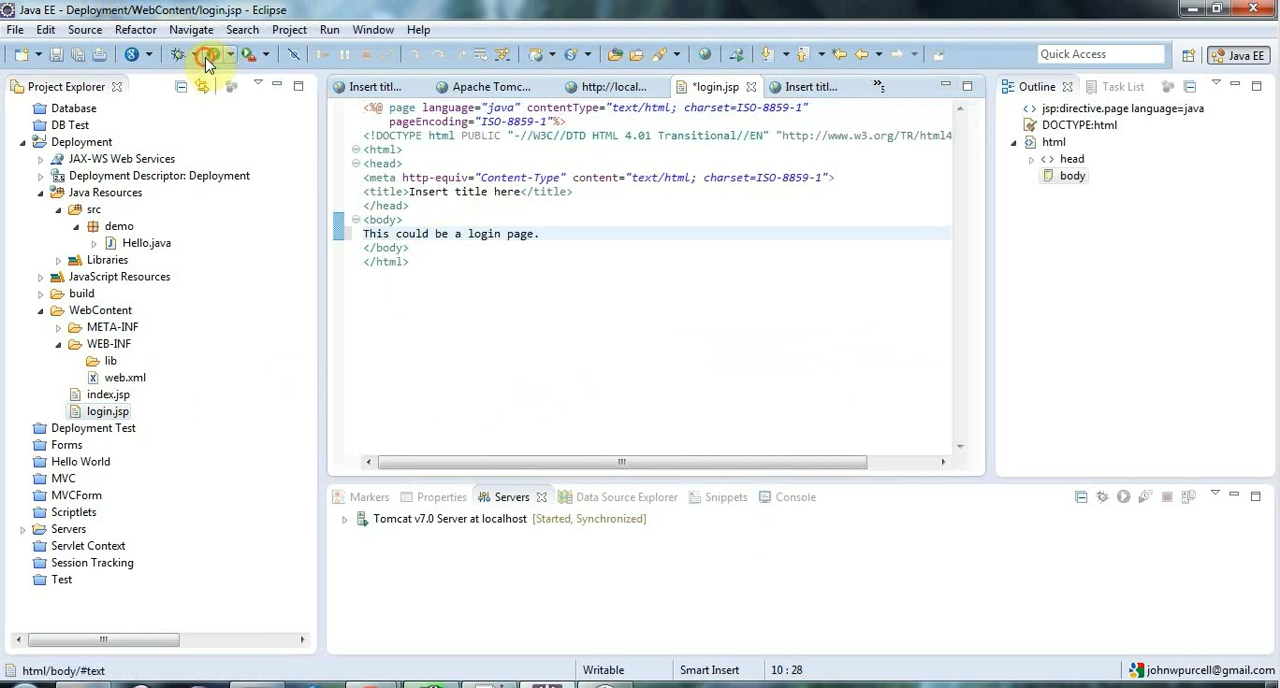 Java EE - Deployment/WebContent/login.jsp - Eclipse
File Edit Source Refactor Navigate Search Project Run Window Help
Quick Access
Java EE
Project Explorer
Database
DB Test
Deployment
JAX-WS Web Services
Deployment Descriptor: Deployment
Java Resources
src
demo
Hello.java
Libraries
JavaScript Resources
build
WebContent
META-INF
WEB-INF
lib
web.xml
index.jsp
login.jsp
Deployment Test
Forms
Hello World
MVC
MVCForm
Scriptlets
Servers
Servlet Context
Session Tracking
Test
Insert titl... Apache Tomc... http://local... *login.jsp Insert titl... »5
<%@ page language="java" contentType="text/html; charset=ISO-8859-1"
pageEncoding="ISO-8859-1"%>
<!DOCTYPE html PUBLIC "-//W3C//DTD HTML 4.01 Transitional//EN" "http://www.w3.org/TR/html4
<html>
<head>
<meta http-equiv="Content-Type" content="text/html; charset=ISO-8859-1">
<title>Insert title here</title>
</head>
<body>
This could be a login page.
</body>
</html>
Outline Task List
jsp:directive.page language=java
DOCTYPE:html
html
head
body
Markers Properties Servers Data Source Explorer Snippets Console
Tomcat v7.0 Server at localhost [Started, Synchronized]
html/body/#text
Writable
Smart Insert
10 : 28
johnwpurcell@gmail.com